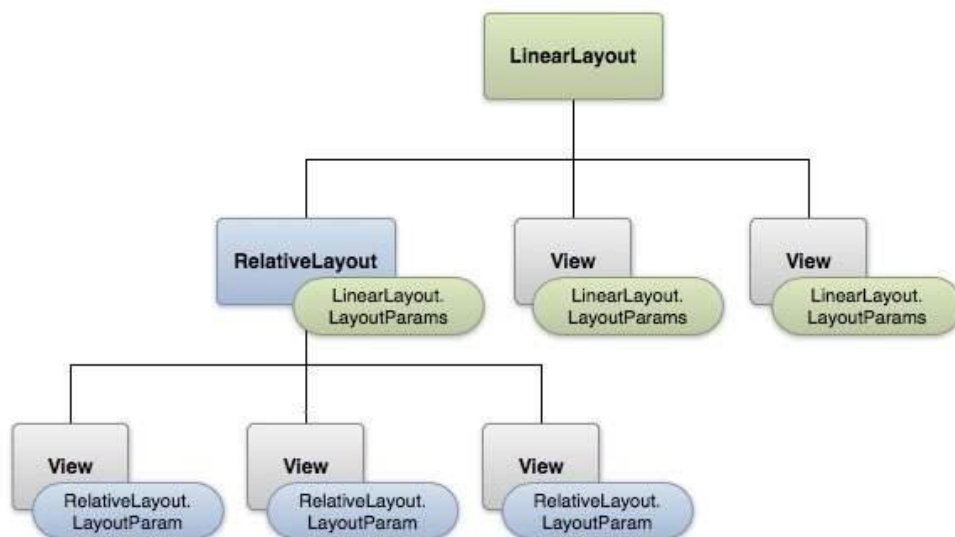 LinearLayout
RelativeLayout
LinearLayout.
LayoutParams
View
LinearLayout.
LayoutParams
View
LinearLayout.
LayoutParams
View
RelativeLayout.
LayoutParam
View
RelativeLayout.
LayoutParam
View
RelativeLayout.
LayoutParam